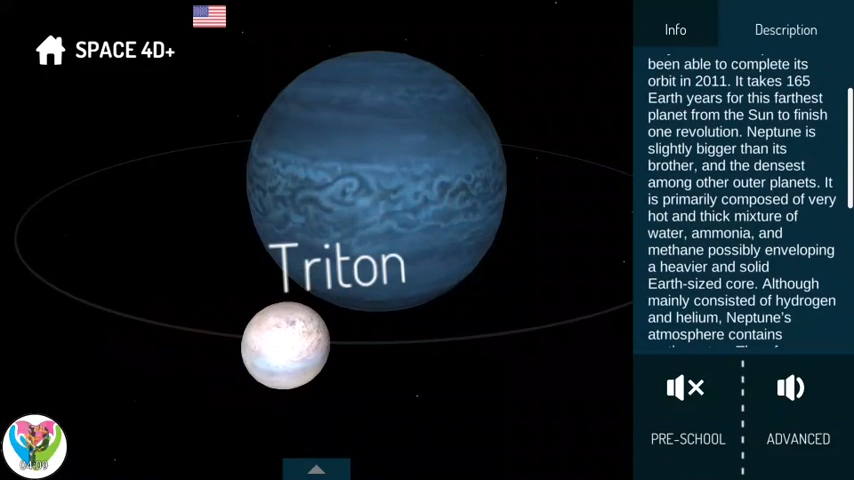 SPACE 4D+
Triton
Info
Description
been able to complete its
orbit in 2011. It takes 165
Earth years for this farthest
planet from the Sun to finish
one revolution. Neptune is
slightly bigger than its
brother, and the densest
among other outer planets. It
is primarily composed of very
hot and thick mixture of
water, ammonia, and
methane possibly enveloping
a heavier and solid
Earth-sized core. Although
mainly consisted of hydrogen
and helium, Neptune's
atmosphere contains
PRE-SCHOOL
ADVANCED
04:09